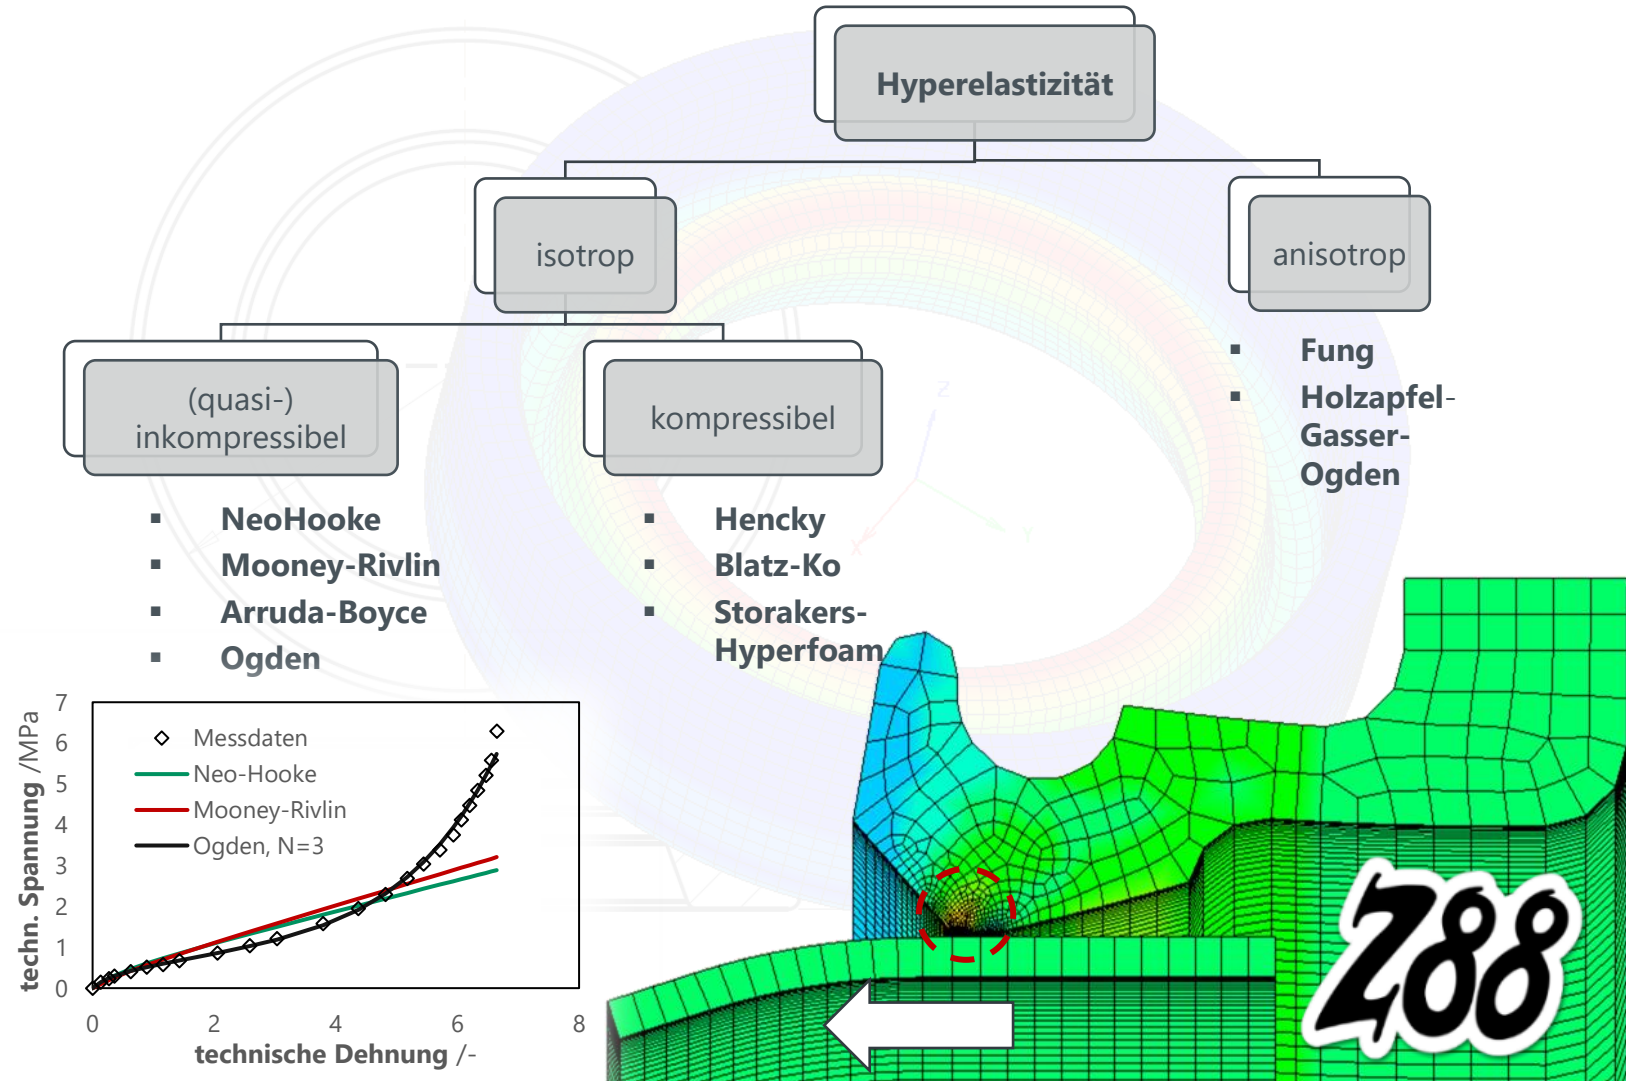 Hyperelastizität
isotrop
anisotrop
(quasi-)
inkompressibel
kompressibel
▪ Fung
▪ Holzapfel-
Gasser-
Ogden
▪ NeoHooke
▪ Mooney-Rivlin
▪ Arruda-Boyce
▪ Ogden
▪ Hencky
▪ Blatz-Ko
▪ Storakers-
Hyperfoam
Z
X
Y
techn. Spannung /MPa
7
6
5
4
3
2
1
0
Messdaten
Neo-Hooke
Mooney-Rivlin
Ogden, N=3
0 2 4 6 8
technische Dehnung /-
Z88